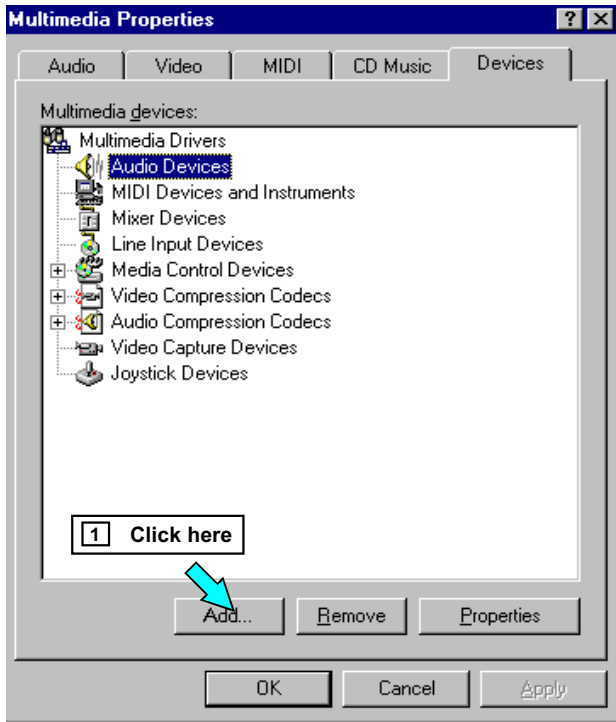 Multimedia Properties
Audio Video MIDI CD Music Devices
Multimedia devices:
Multimedia Drivers
Audio Devices
MIDI Devices and Instruments
Mixer Devices
Line Input Devices
Media Control Devices
Video Compression Codecs
Audio Compression Codecs
Video Capture Devices
Joystick Devices
1 Click here
Add... Remove Properties
OK Cancel Apply